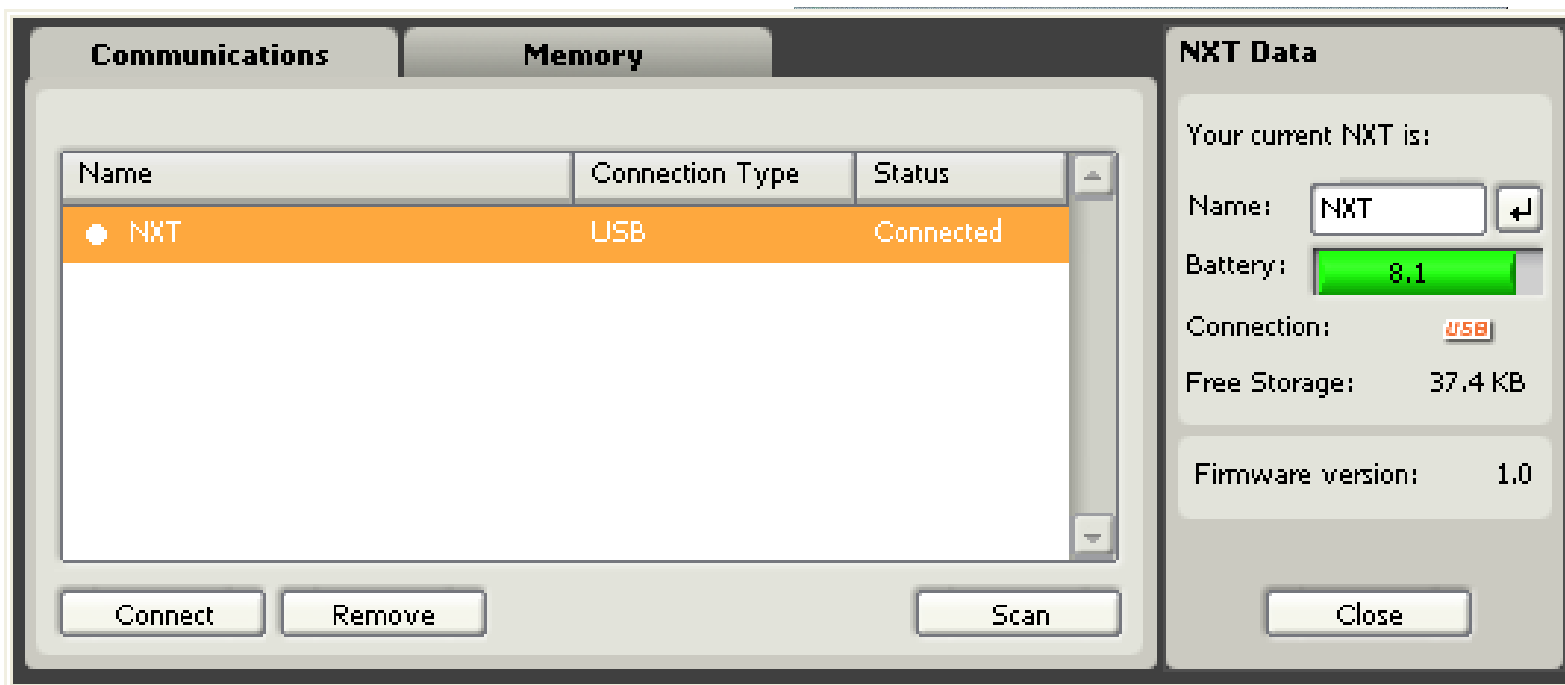 Communications Memory
Name Connection Type Status
NXT USB Connected
Connect Remove Scan
NXT Data
Your current NXT is:
Name: NXT
Battery: 8.1
Connection: USB
Free Storage: 37.4 KB
Firmware version: 1.0
Close